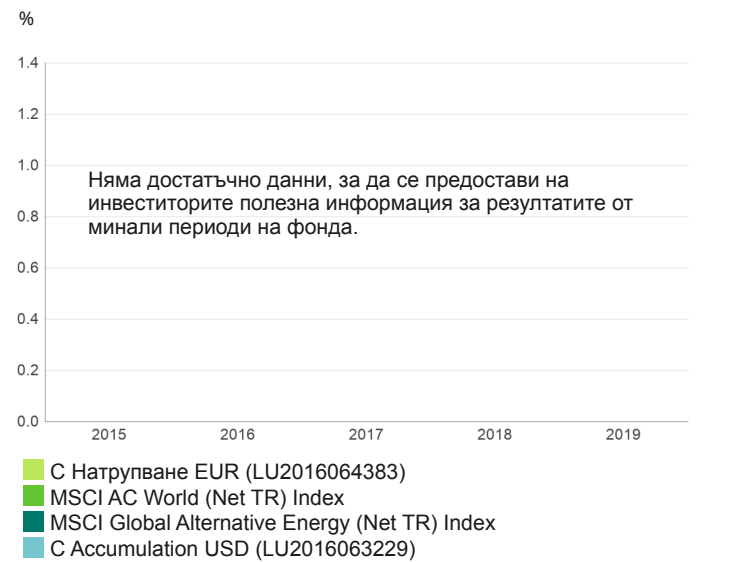 %
1.4
1.2
1.0
Няма достатъчно данни, за да се предостави на
инвеститорите полезна информация за резултатите от
минали периоди на фонда.
0.8
0.6
0.4
0.2
0.0
2015 2016 2017 2018 2019
C Натрупване EUR (LU2016064383)
MSCI AC World (Net TR) Index
MSCI Global Alternative Energy (Net TR) Index
C Accumulation USD (LU2016063229)